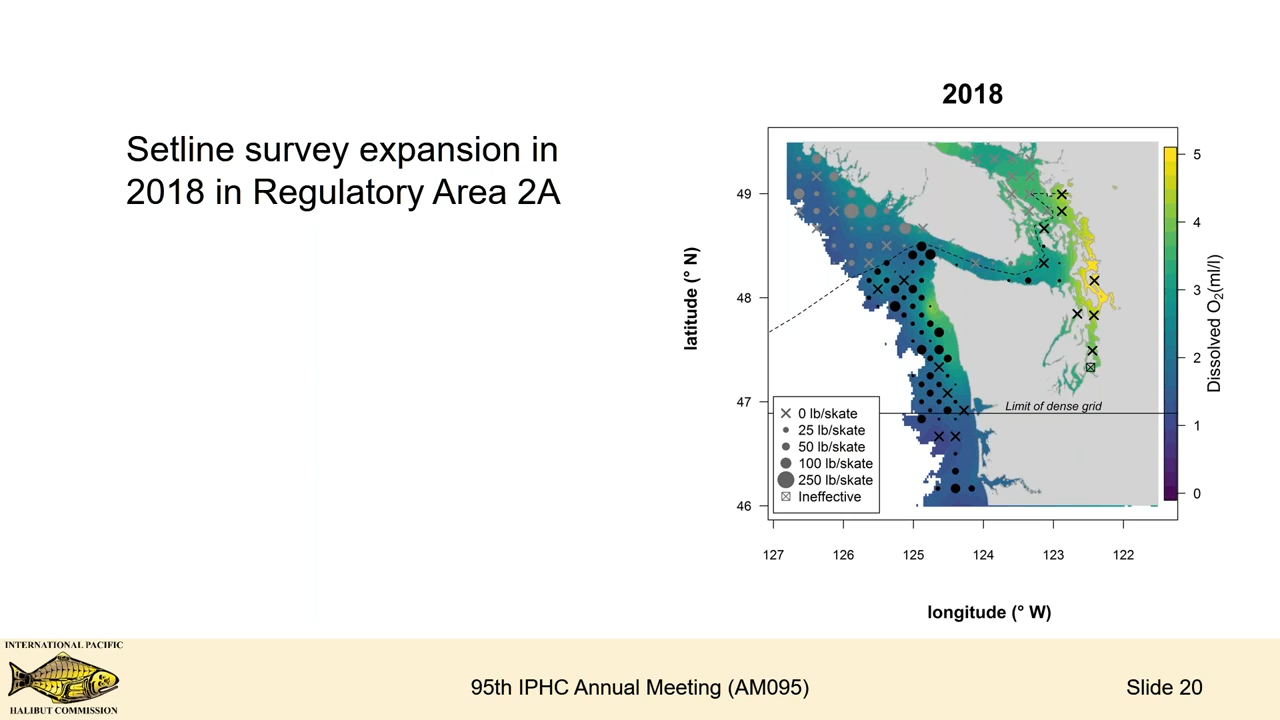 Setline survey expansion in
2018 in Regulatory Area 2A
2018
latitude (° N)
49
48
47
46
Limit of dense grid
0 lb/skate
25 lb/skate
50 lb/skate
100 lb/skate
250 lb/skate
Ineffective
127 126 125 124 123 122
longitude (° W)
5
4
3
2
1
0
Dissolved O₂(ml/l)
INTERNATIONAL PACIFIC
HALIBUT COMMISSION
95th IPHC Annual Meeting (AM095)
Slide 20